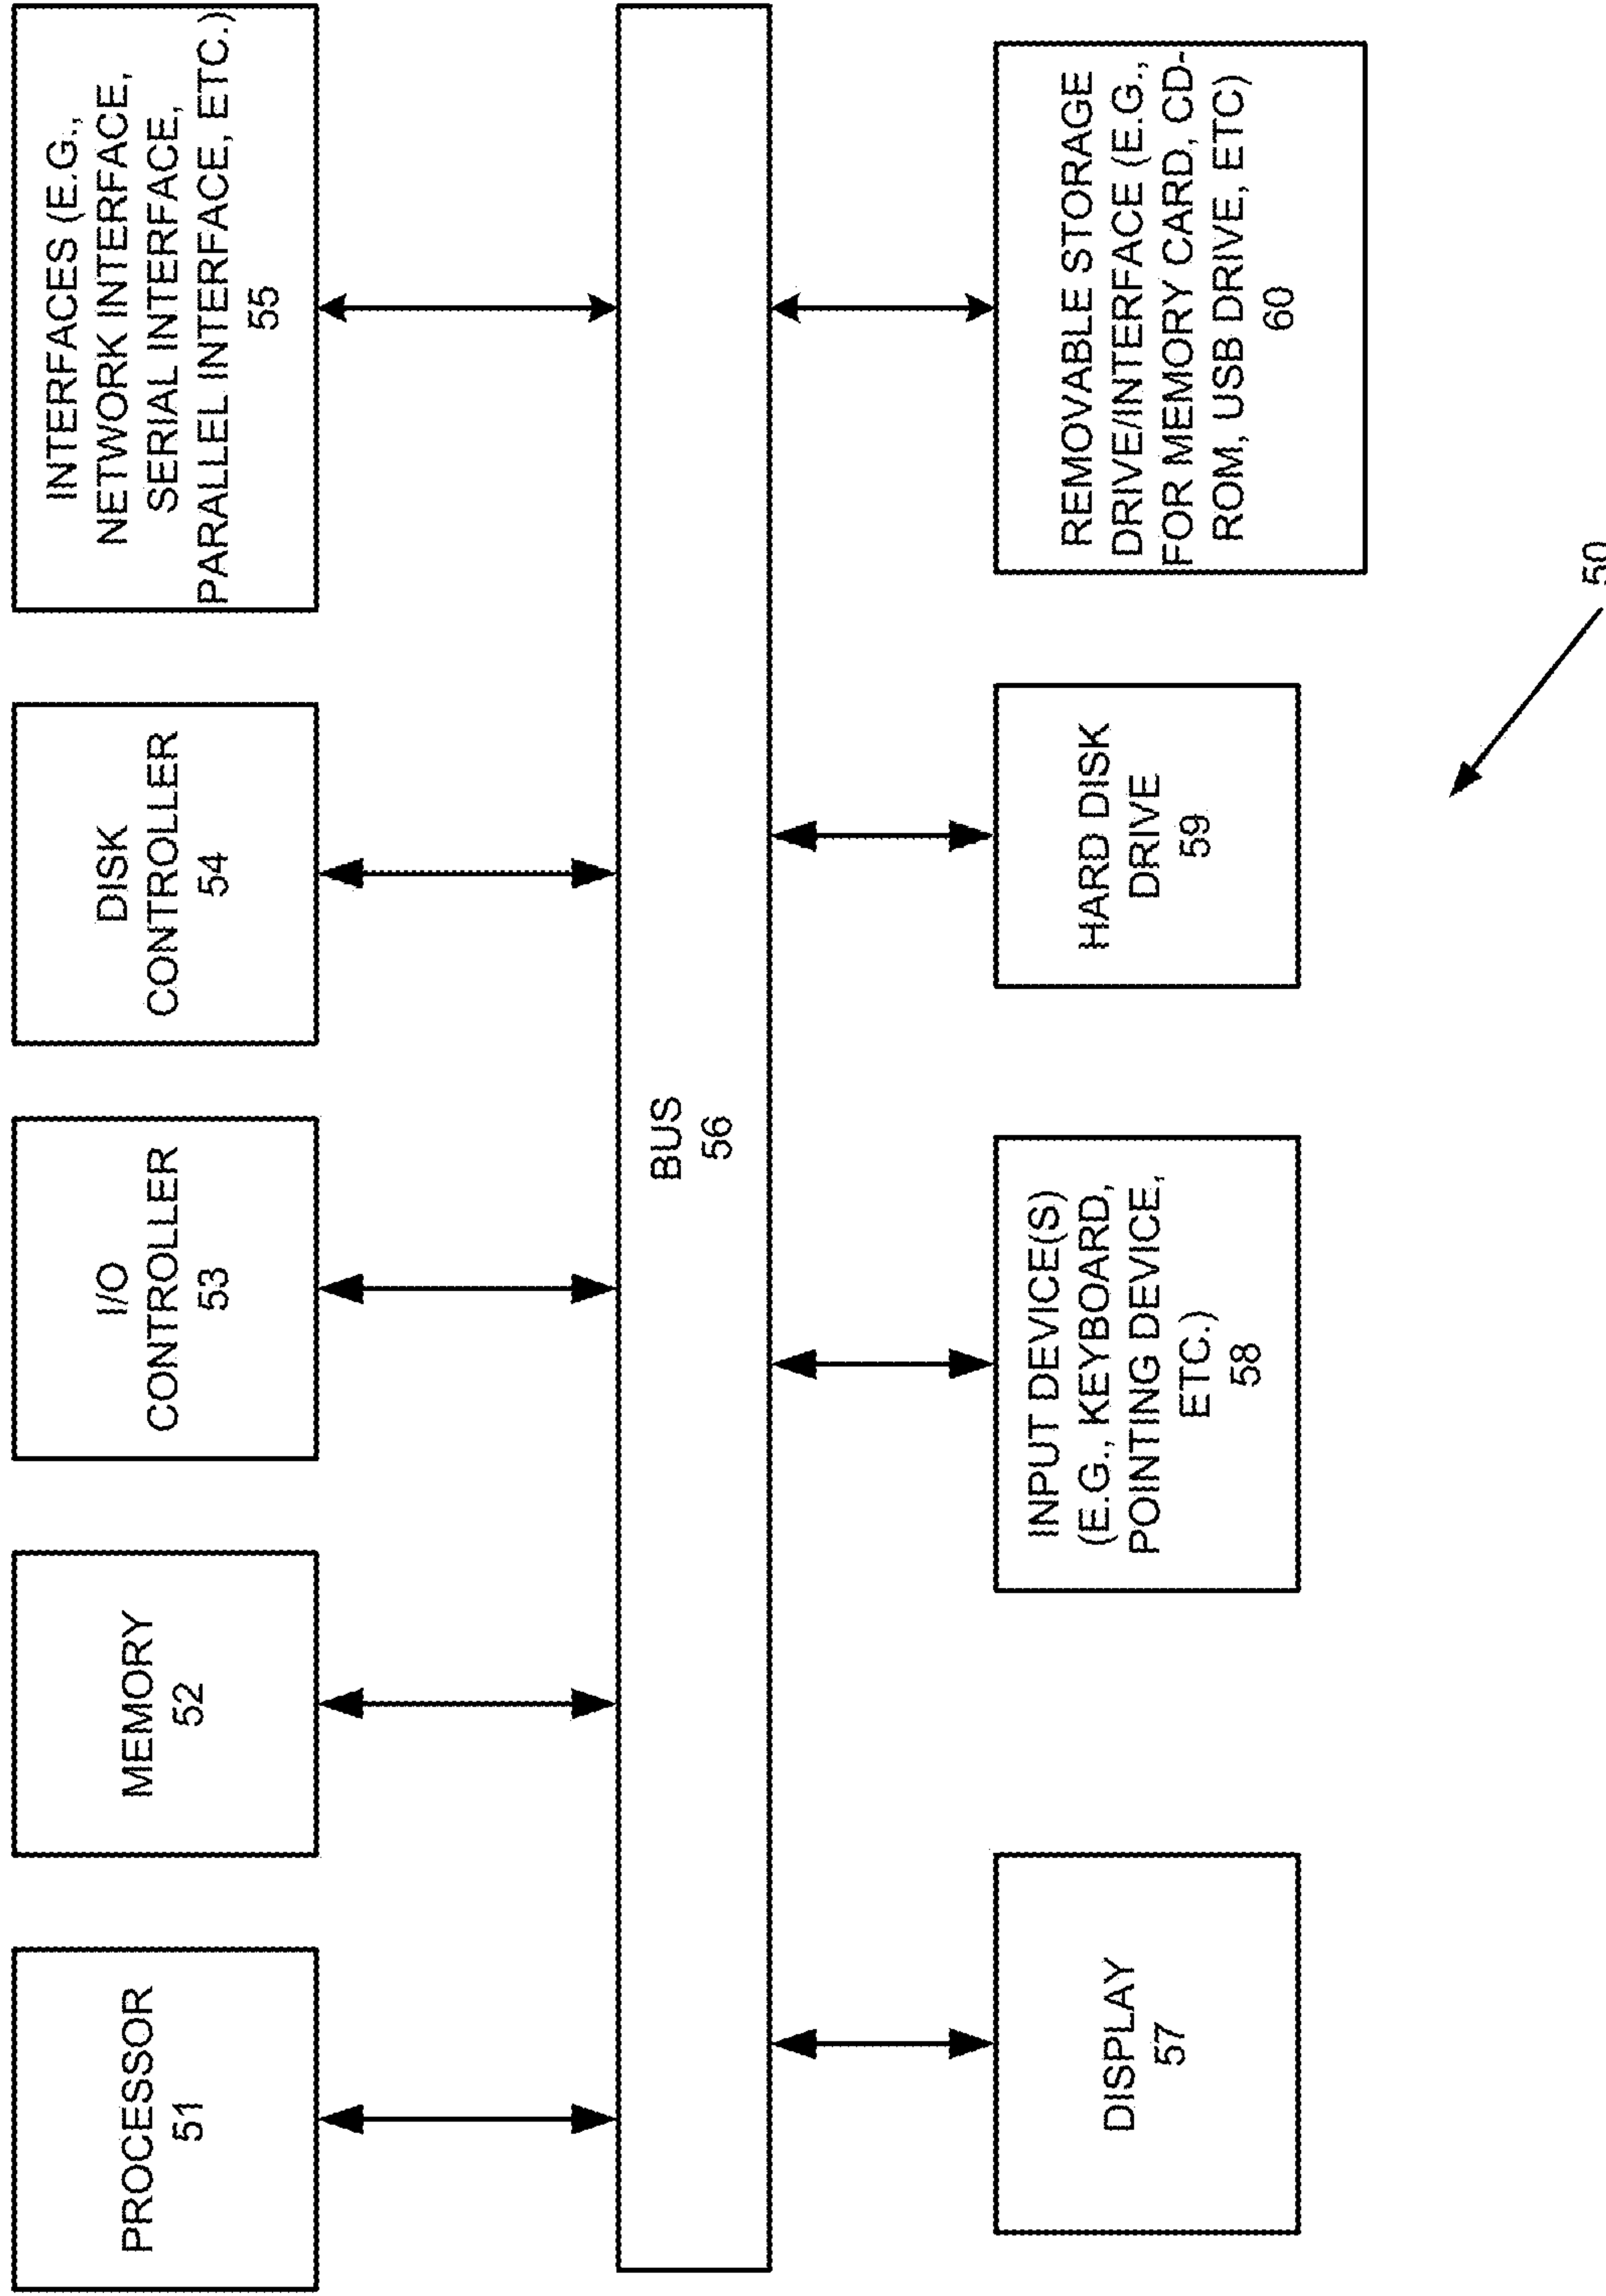 PROCESSOR
51
MEMORY
52
I/O
CONTROLLER
53
DISK
CONTROLLER
54
INTERFACES (E.G.,
NETWORK INTERFACE,
SERIAL INTERFACE,
PARALLEL INTERFACE, ETC.)
55
BUS
56
DISPLAY
57
INPUT DEVICE(S)
(E.G., KEYBOARD,
POINTING DEVICE,
ETC.)
58
HARD DISK
DRIVE
59
REMOVABLE STORAGE
DRIVE/INTERFACE (E.G.,
FOR MEMORY CARD, CD-
ROM, USB DRIVE, ETC)
60
50